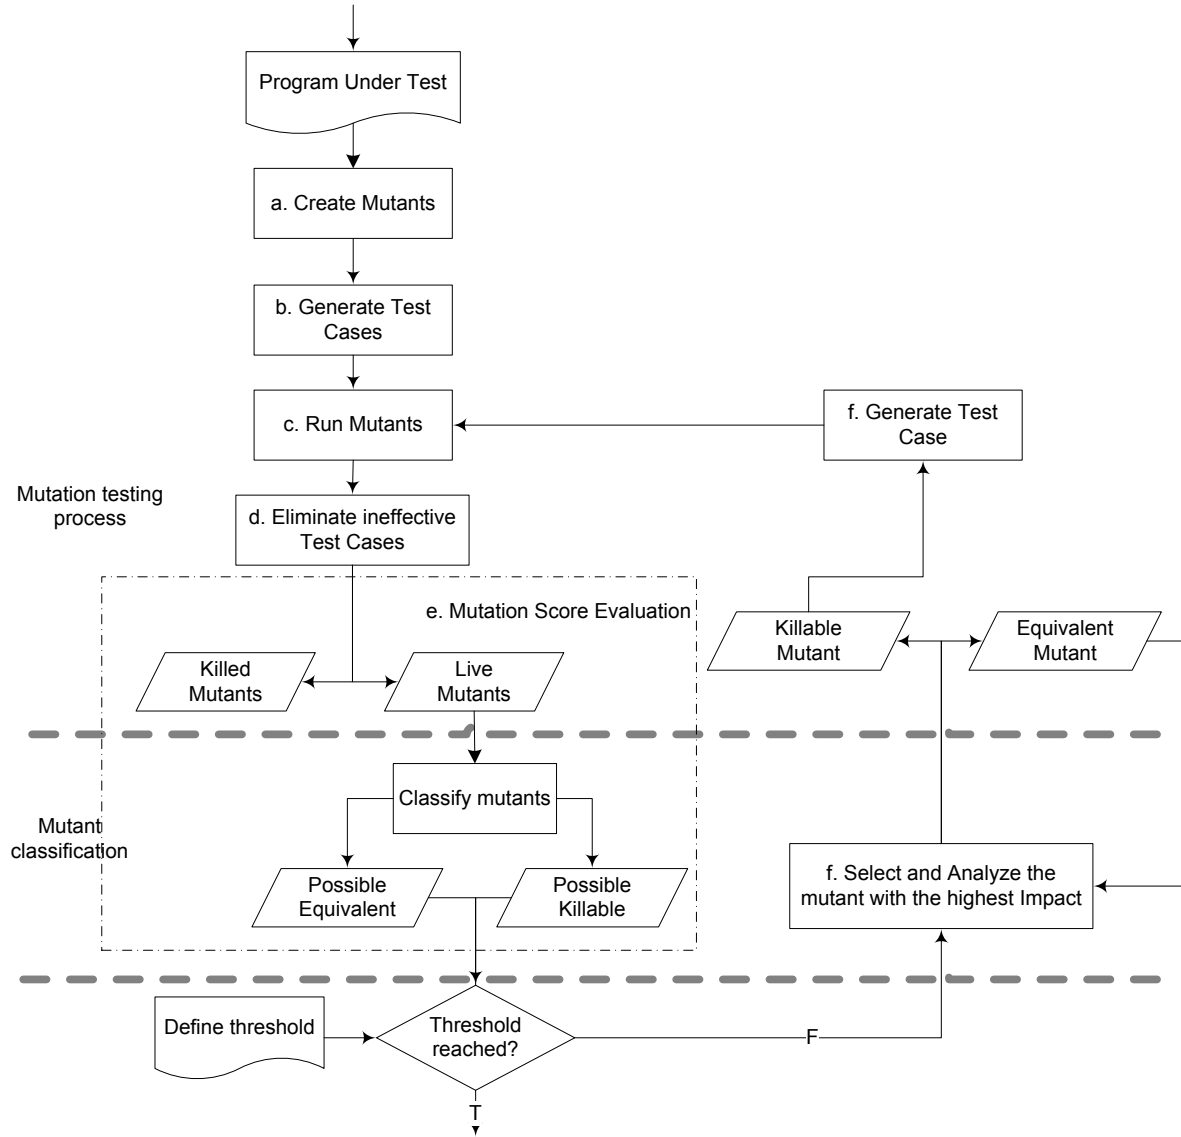 Program Under Test
a. Create Mutants
b. Generate Test
Cases
c. Run Mutants
f. Generate Test
Case
Mutation testing
process
d. Eliminate ineffective
Test Cases
e. Mutation Score Evaluation
Killed
Mutants
Live
Mutants
Killable
Mutant
Equivalent
Mutant
Classify mutants
Mutant
classification
Possible
Equivalent
Possible
Killable
f. Select and Analyze the
mutant with the highest Impact
Define threshold
Threshold
reached?
F
T